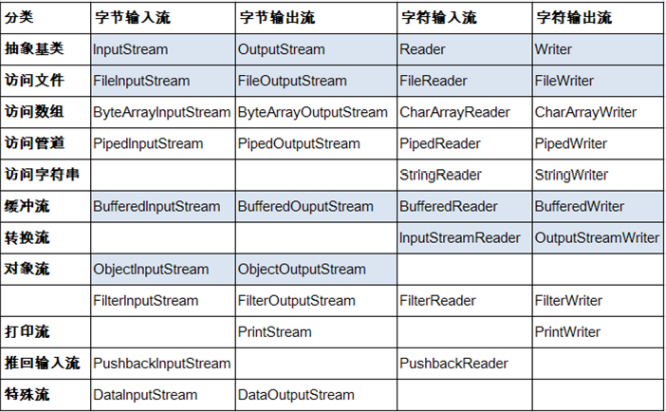 分类 字节输入流 字节输出流 字符输入流 字符输出流
抽象基类 InputStream OutputStream Reader Writer
访问文件 FileInputStream FileOutputStream FileReader FileWriter
访问数组 ByteArrayInputStream ByteArrayOutputStream CharArrayReader CharArrayWriter
访问管道 PipedInputStream PipedOutputStream PipedReader PipedWriter
访问字符串 StringReader StringWriter
缓冲流 BufferedInputStream BufferedOuputStream BufferedReader BufferedWriter
转换流 InputStreamReader OutputStreamWriter
对象流 ObjectInputStream ObjectOutputStream
FilterInputStream FilterOutputStream FilterReader FilterWriter
打印流 PrintStream PrintWriter
推回输入流 PushbackInputStream PushbackReader
特殊流 DataInputStream DataOutputStream